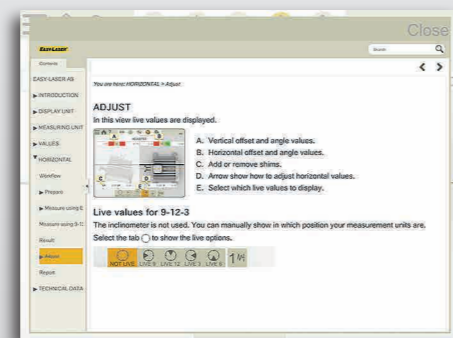 Close
EASY-LASER
Search
Contents
EASY-LASER AB
INTRODUCTION
DISPLAY UNIT
MEASURING UNIT
VALUES
HORIZONTAL
Workflow
Prepare
Measure using E
Measure using 9-1
Result
Adjust
Report
TECHNICAL DATA
You are here: HORIZONTAL > Adjust
ADJUST
In this view live values are displayed.
A. Vertical offset and angle values.
B. Horizontal offset and angle values.
C. Add or remove shims.
D. Arrow show how to adjust horizontal values.
E. Select which live values to display.
Live values for 9-12-3
The inclinometer is not used. You can manually show in which position your measurement units are.
Select the tab to show the live options.
NOT LIVE LIVE 9 LIVE 12 LIVE 3 LIVE 6